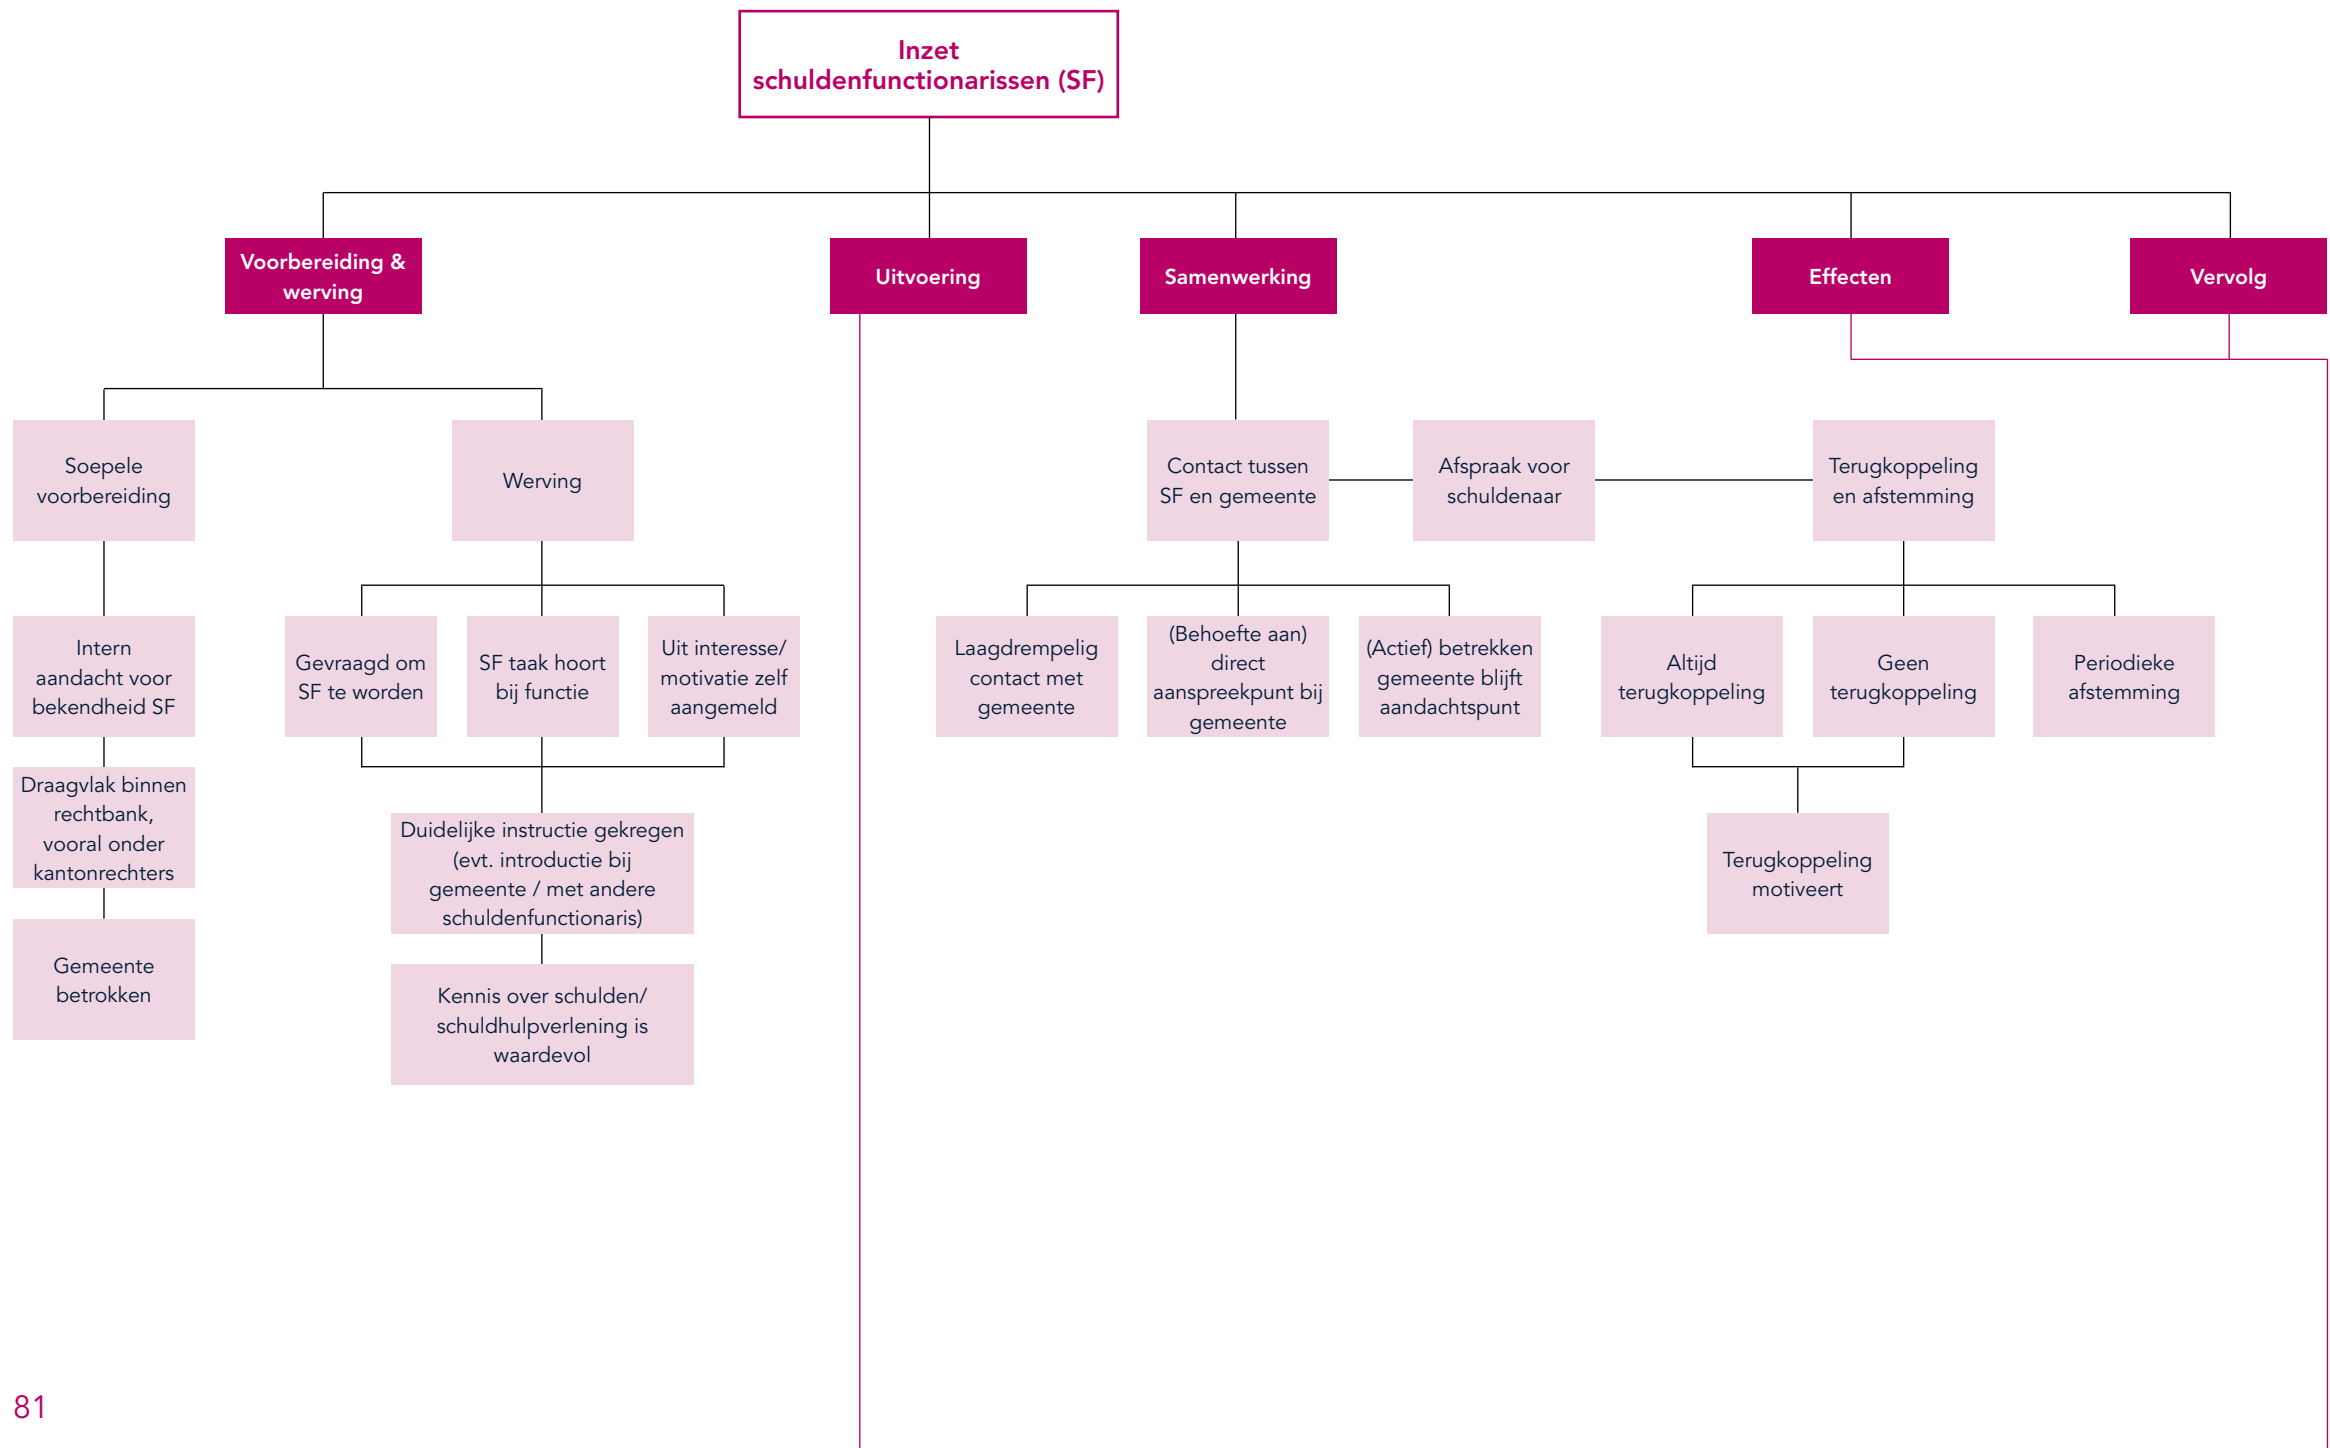 Inzet
schuldenfunctionarissen (SF)
Voorbereiding &
werving
Uitvoering
Samenwerking
Effecten
Vervolg
Soepele
voorbereiding
Werving
Contact tussen
SF en gemeente
Afspraak voor
schuldenaar
Terugkoppeling
en afstemming
Intern
aandacht voor
bekendheid SF
Gevraagd om
SF te worden
SF taak hoort
bij functie
Uit interesse/
motivatie zelf
aangemeld
Laagdrempelig
contact met
gemeente
(Behoefte aan)
direct
aanspreekpunt bij
gemeente
(Actief) betrekken
gemeente blijft
aandachtspunt
Altijd
terugkoppeling
Geen
terugkoppeling
Periodieke
afstemming
Draagvlak binnen
rechtbank,
vooral onder
kantonrechters
Duidelijke instructie gekregen
(evt. introductie bij
gemeente / met andere
schuldenfunctionaris)
Terugkoppeling
motiveert
Gemeente
betrokken
Kennis over schulden/
schuldhulpverlening is
waardevol
81